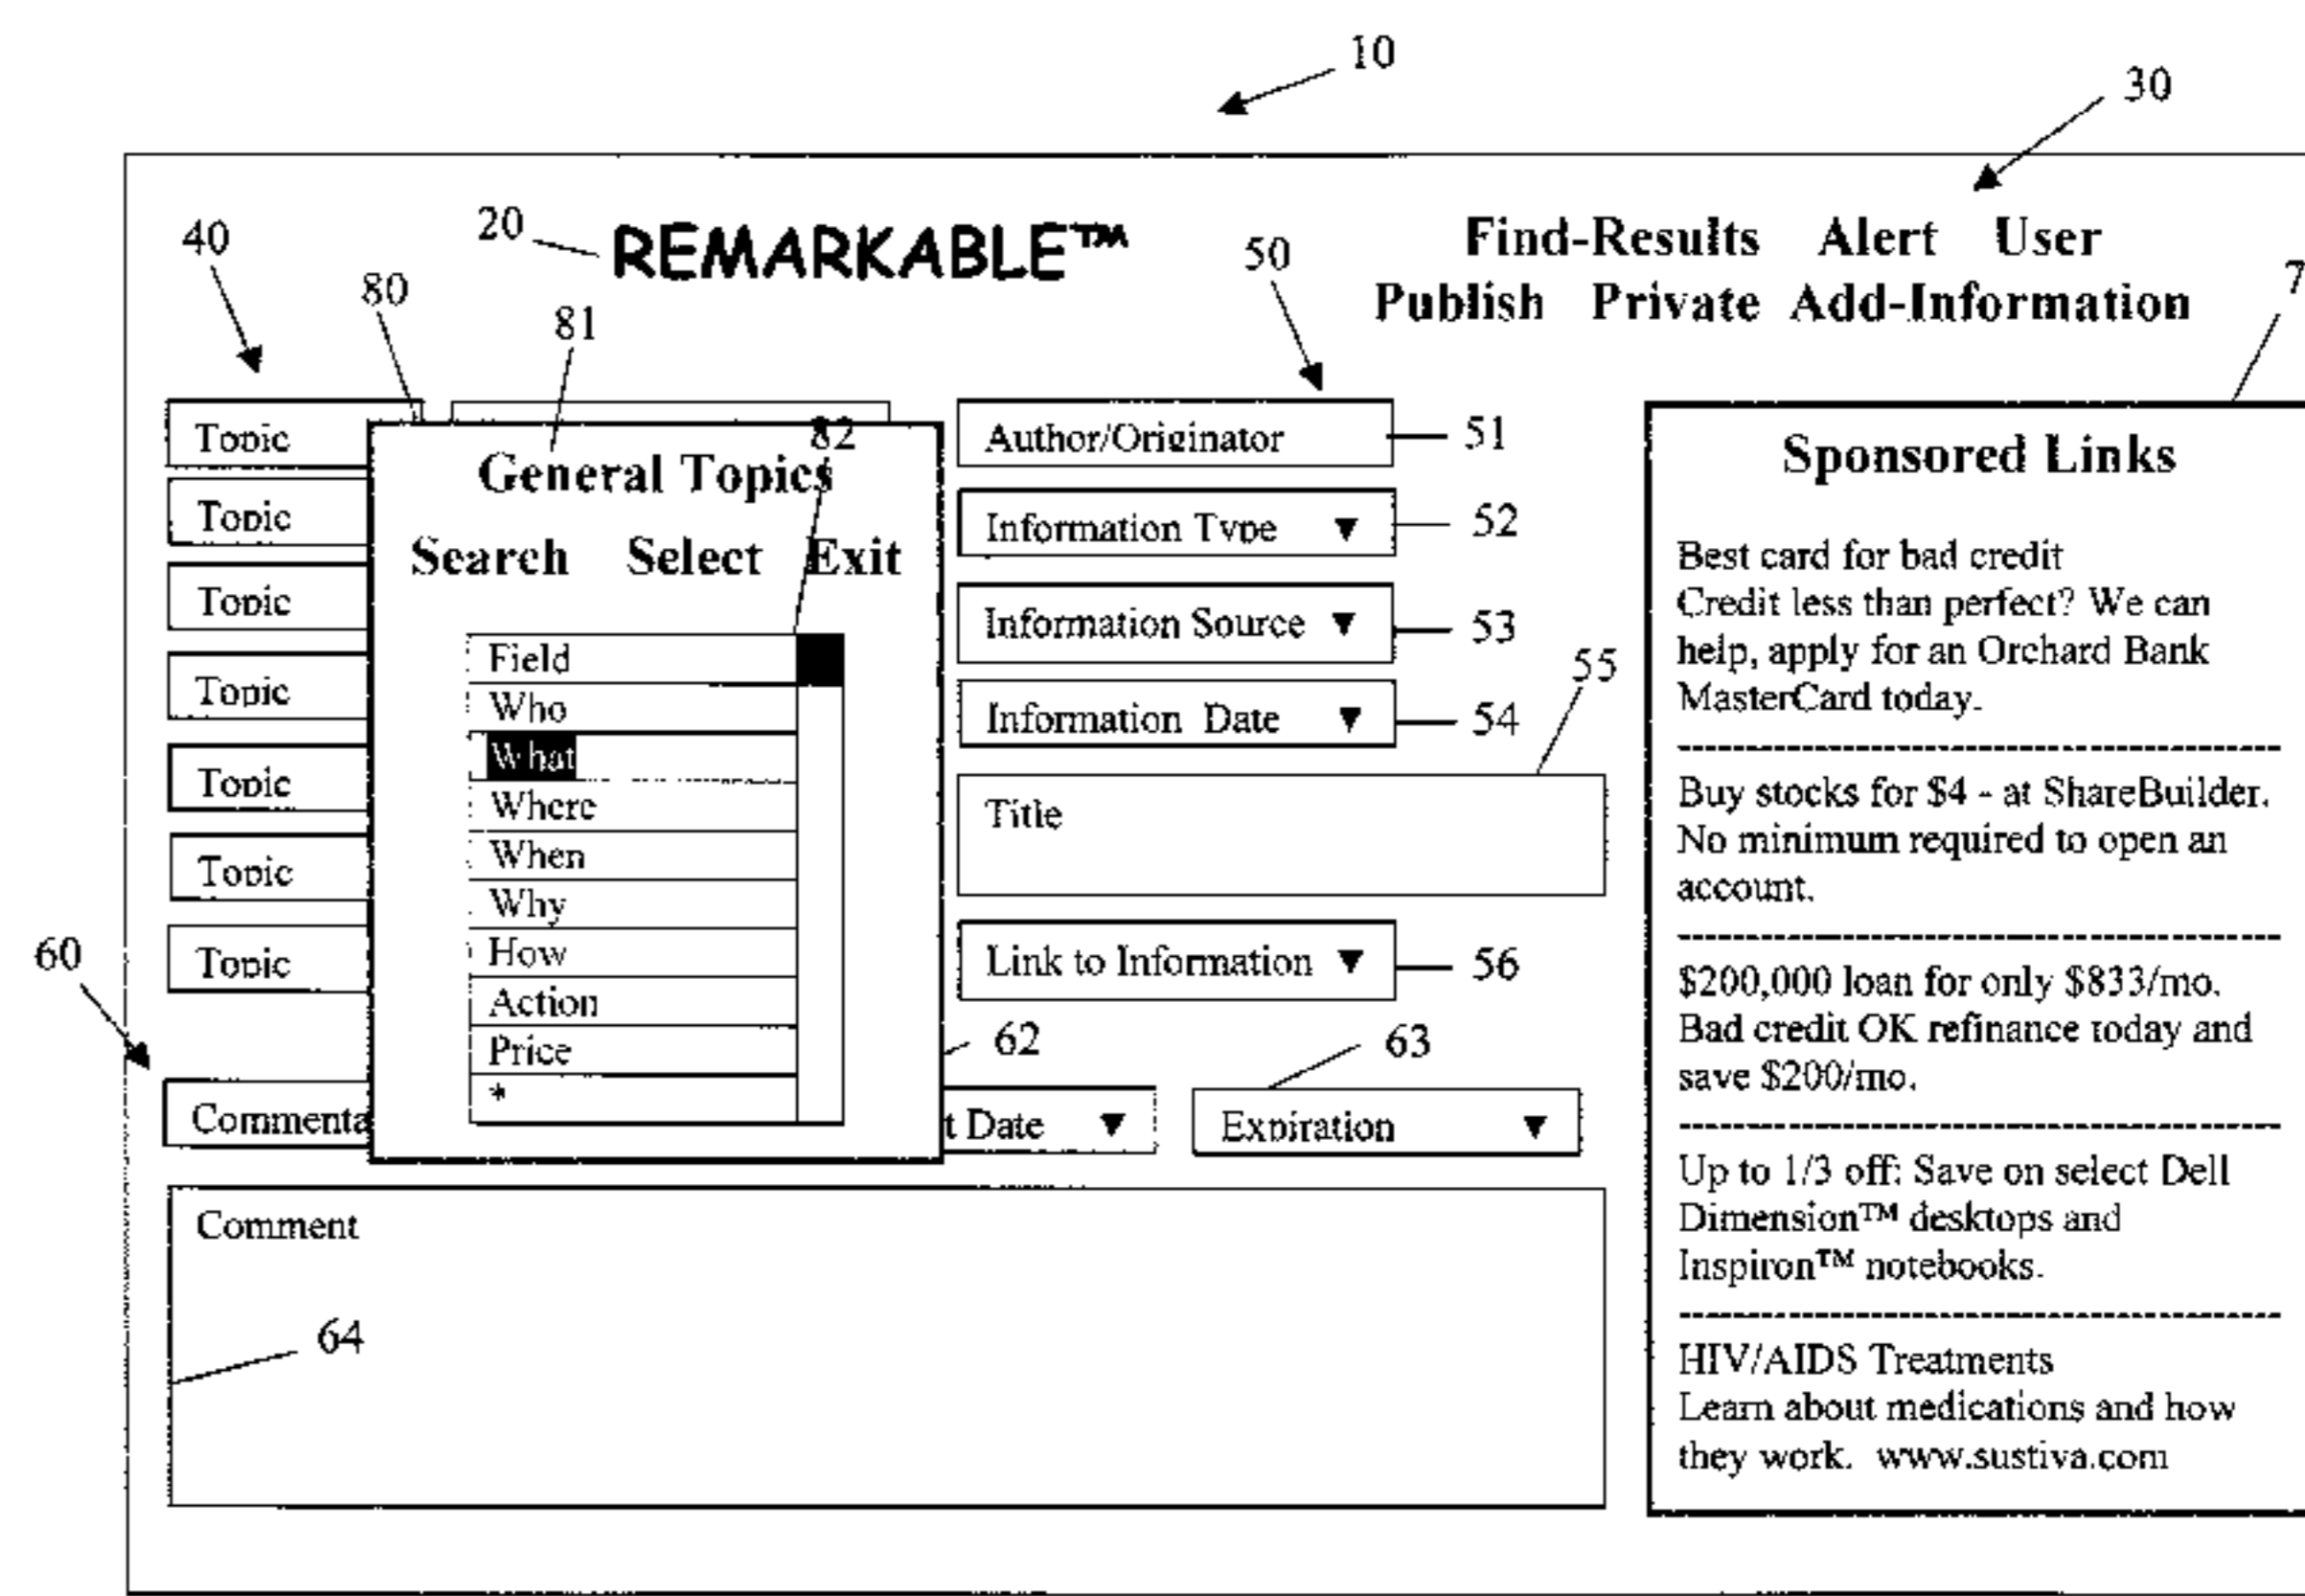 10
30
20 REMARKABLE™
Find-Results Alert User
Publish Private Add-Information
40
80
81
50
7
Topic
Topic
Topic
Topic
Topic
Topic
Topic
82
General Topics
Search Select Exit
Field
Who
What
Where
When
Why
How
Action
Price
*
Author/Originator 51
Information Type ▼ 52
Information Source ▼ 53
Information Date ▼ 54
55
Title
Link to Information ▼ 56
60
62
63
Commenta
t Date ▼
Expiration ▼
Comment
64
Sponsored Links
Best card for bad credit
Credit less than perfect? We can
help, apply for an Orchard Bank
MasterCard today.
Buy stocks for $4 - at ShareBuilder.
No minimum required to open an
account.
$200,000 loan for only $833/mo.
Bad credit OK refinance today and
save $200/mo.
Up to 1/3 off: Save on select Dell
Dimension™ desktops and
Inspiron™ notebooks.
HIV/AIDS Treatments
Learn about medications and how
they work. www.sustiva.com